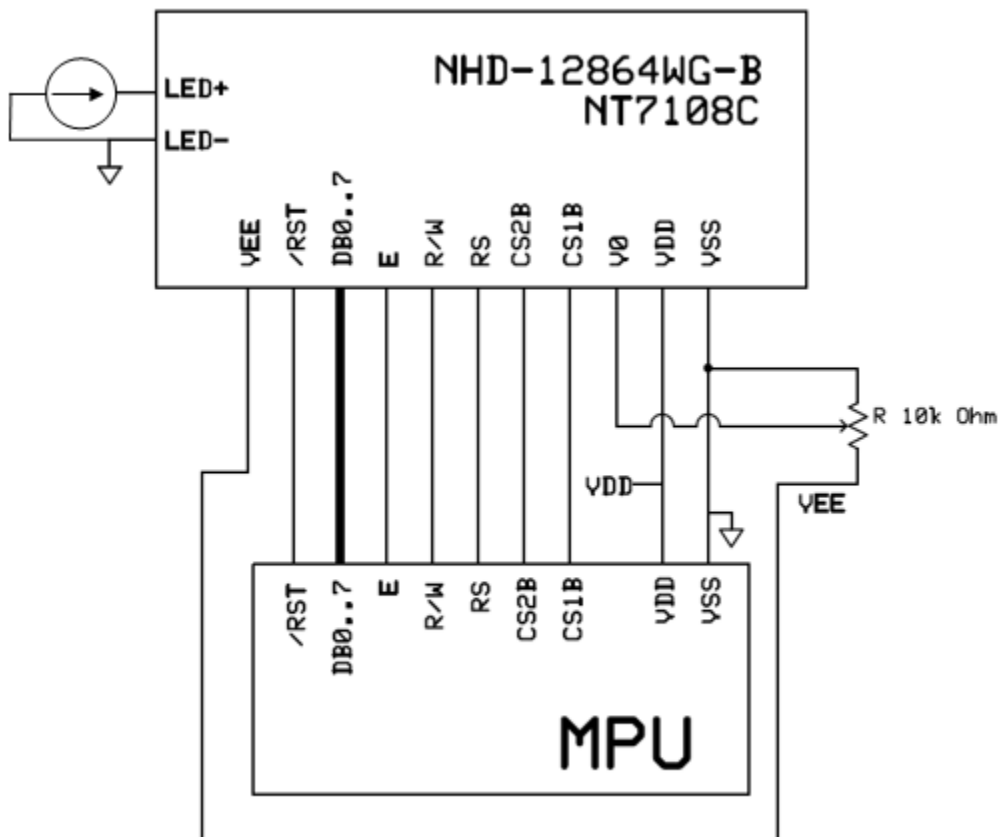 NHD-12864WG-B
NT7108C
LED+
LED-
VEE
/RST
DB0..7
E
R/W
RS
CS2B
CS1B
V0
VDD
VSS
R 10k Ohm
VDD
VEE
/RST
DB0..7
E
R/W
RS
CS2B
CS1B
VDD
VSS
MPU